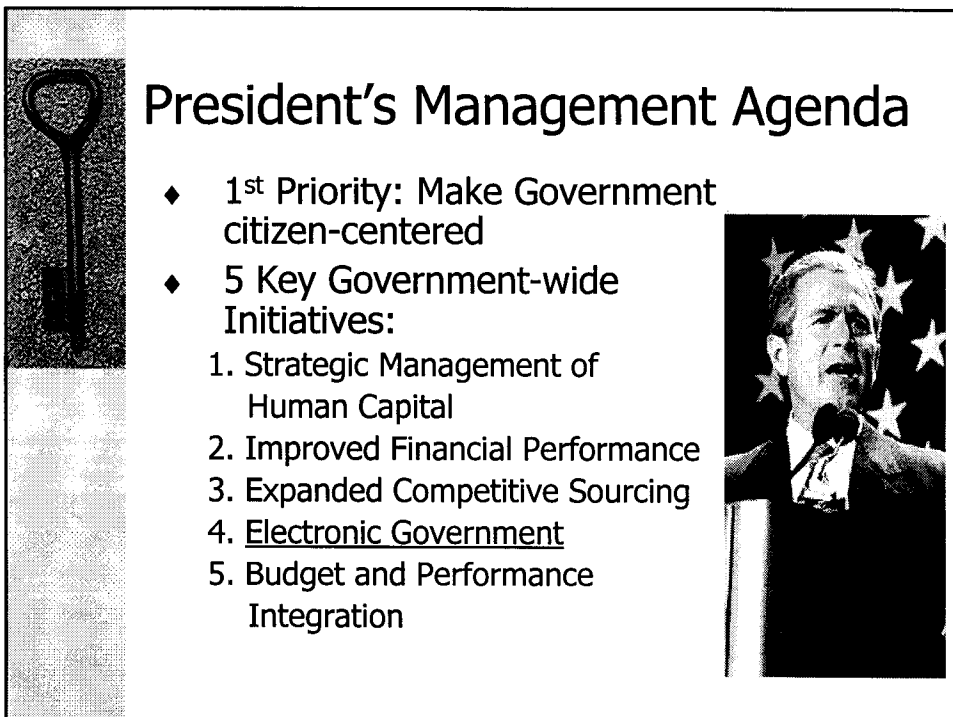 President's Management Agenda
♦ 1st Priority: Make Government
citizen-centered
♦ 5 Key Government-wide
Initiatives:
1. Strategic Management of
Human Capital
2. Improved Financial Performance
3. Expanded Competitive Sourcing
4. Electronic Government
5. Budget and Performance
Integration